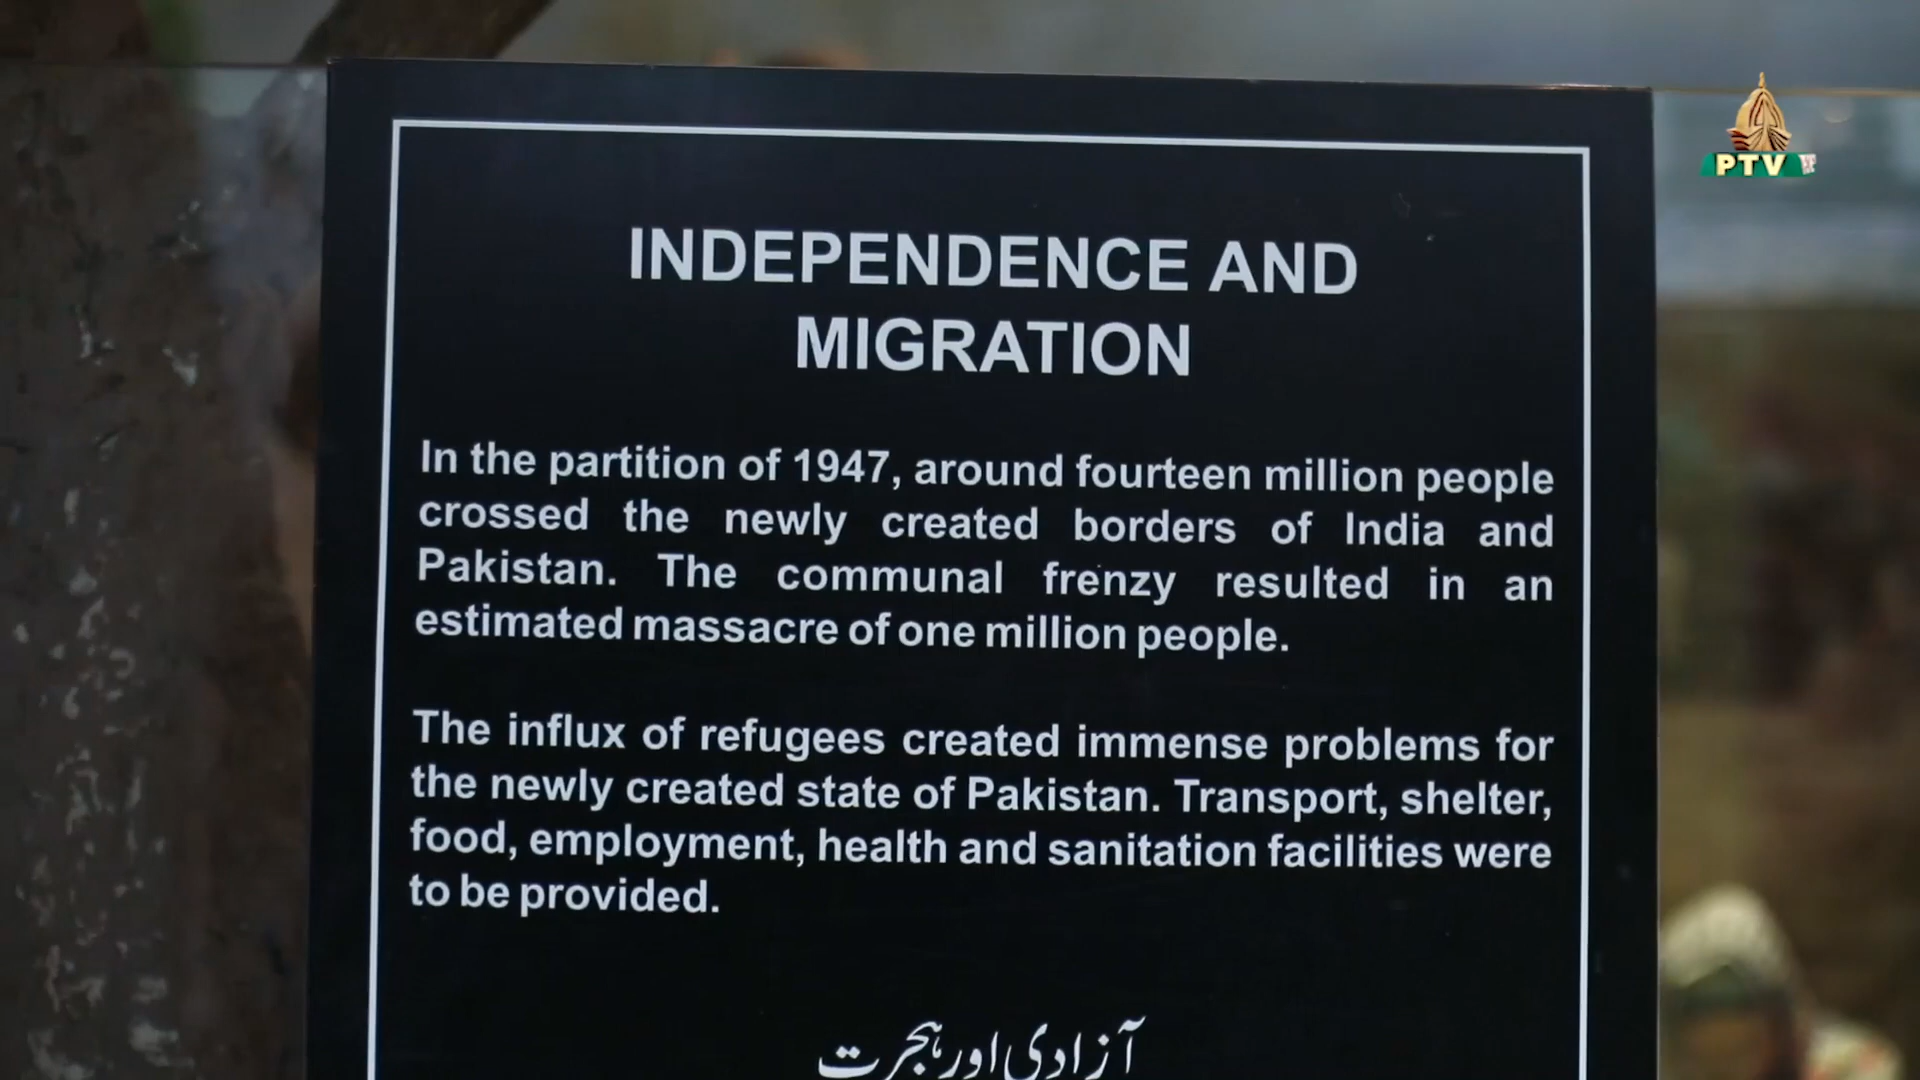 PTV
INDEPENDENCE AND
MIGRATION
In the partition of 1947, around fourteen million people
crossed the newly created borders of India and
Pakistan. The communal frenzy resulted in an
estimated massacre of one million people.
The influx of refugees created immense problems for
the newly created state of Pakistan. Transport, shelter,
food, employment, health and sanitation facilities were
to be provided.
آزادی اور ہجرت